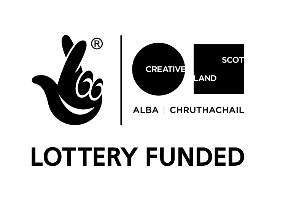 ®
CREATIVE SCOT
LAND
ALBA | CHRUTHACHAIL
LOTTERY FUNDED